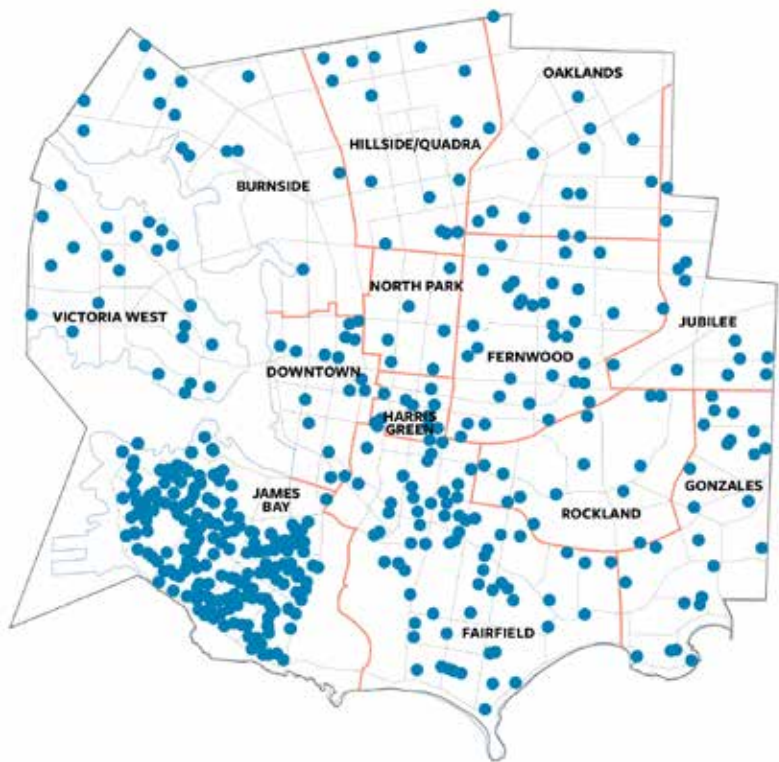 OAKLANDS
HILLSIDE/QUADRA
BURNSIDE
NORTH PARK
VICTORIA WEST
JUBILEE
FERNWOOD
DOWNTOWN
HARRIS
GREEN
GONZALES
JAMES
BAY
ROCKLAND
FAIRFIELD